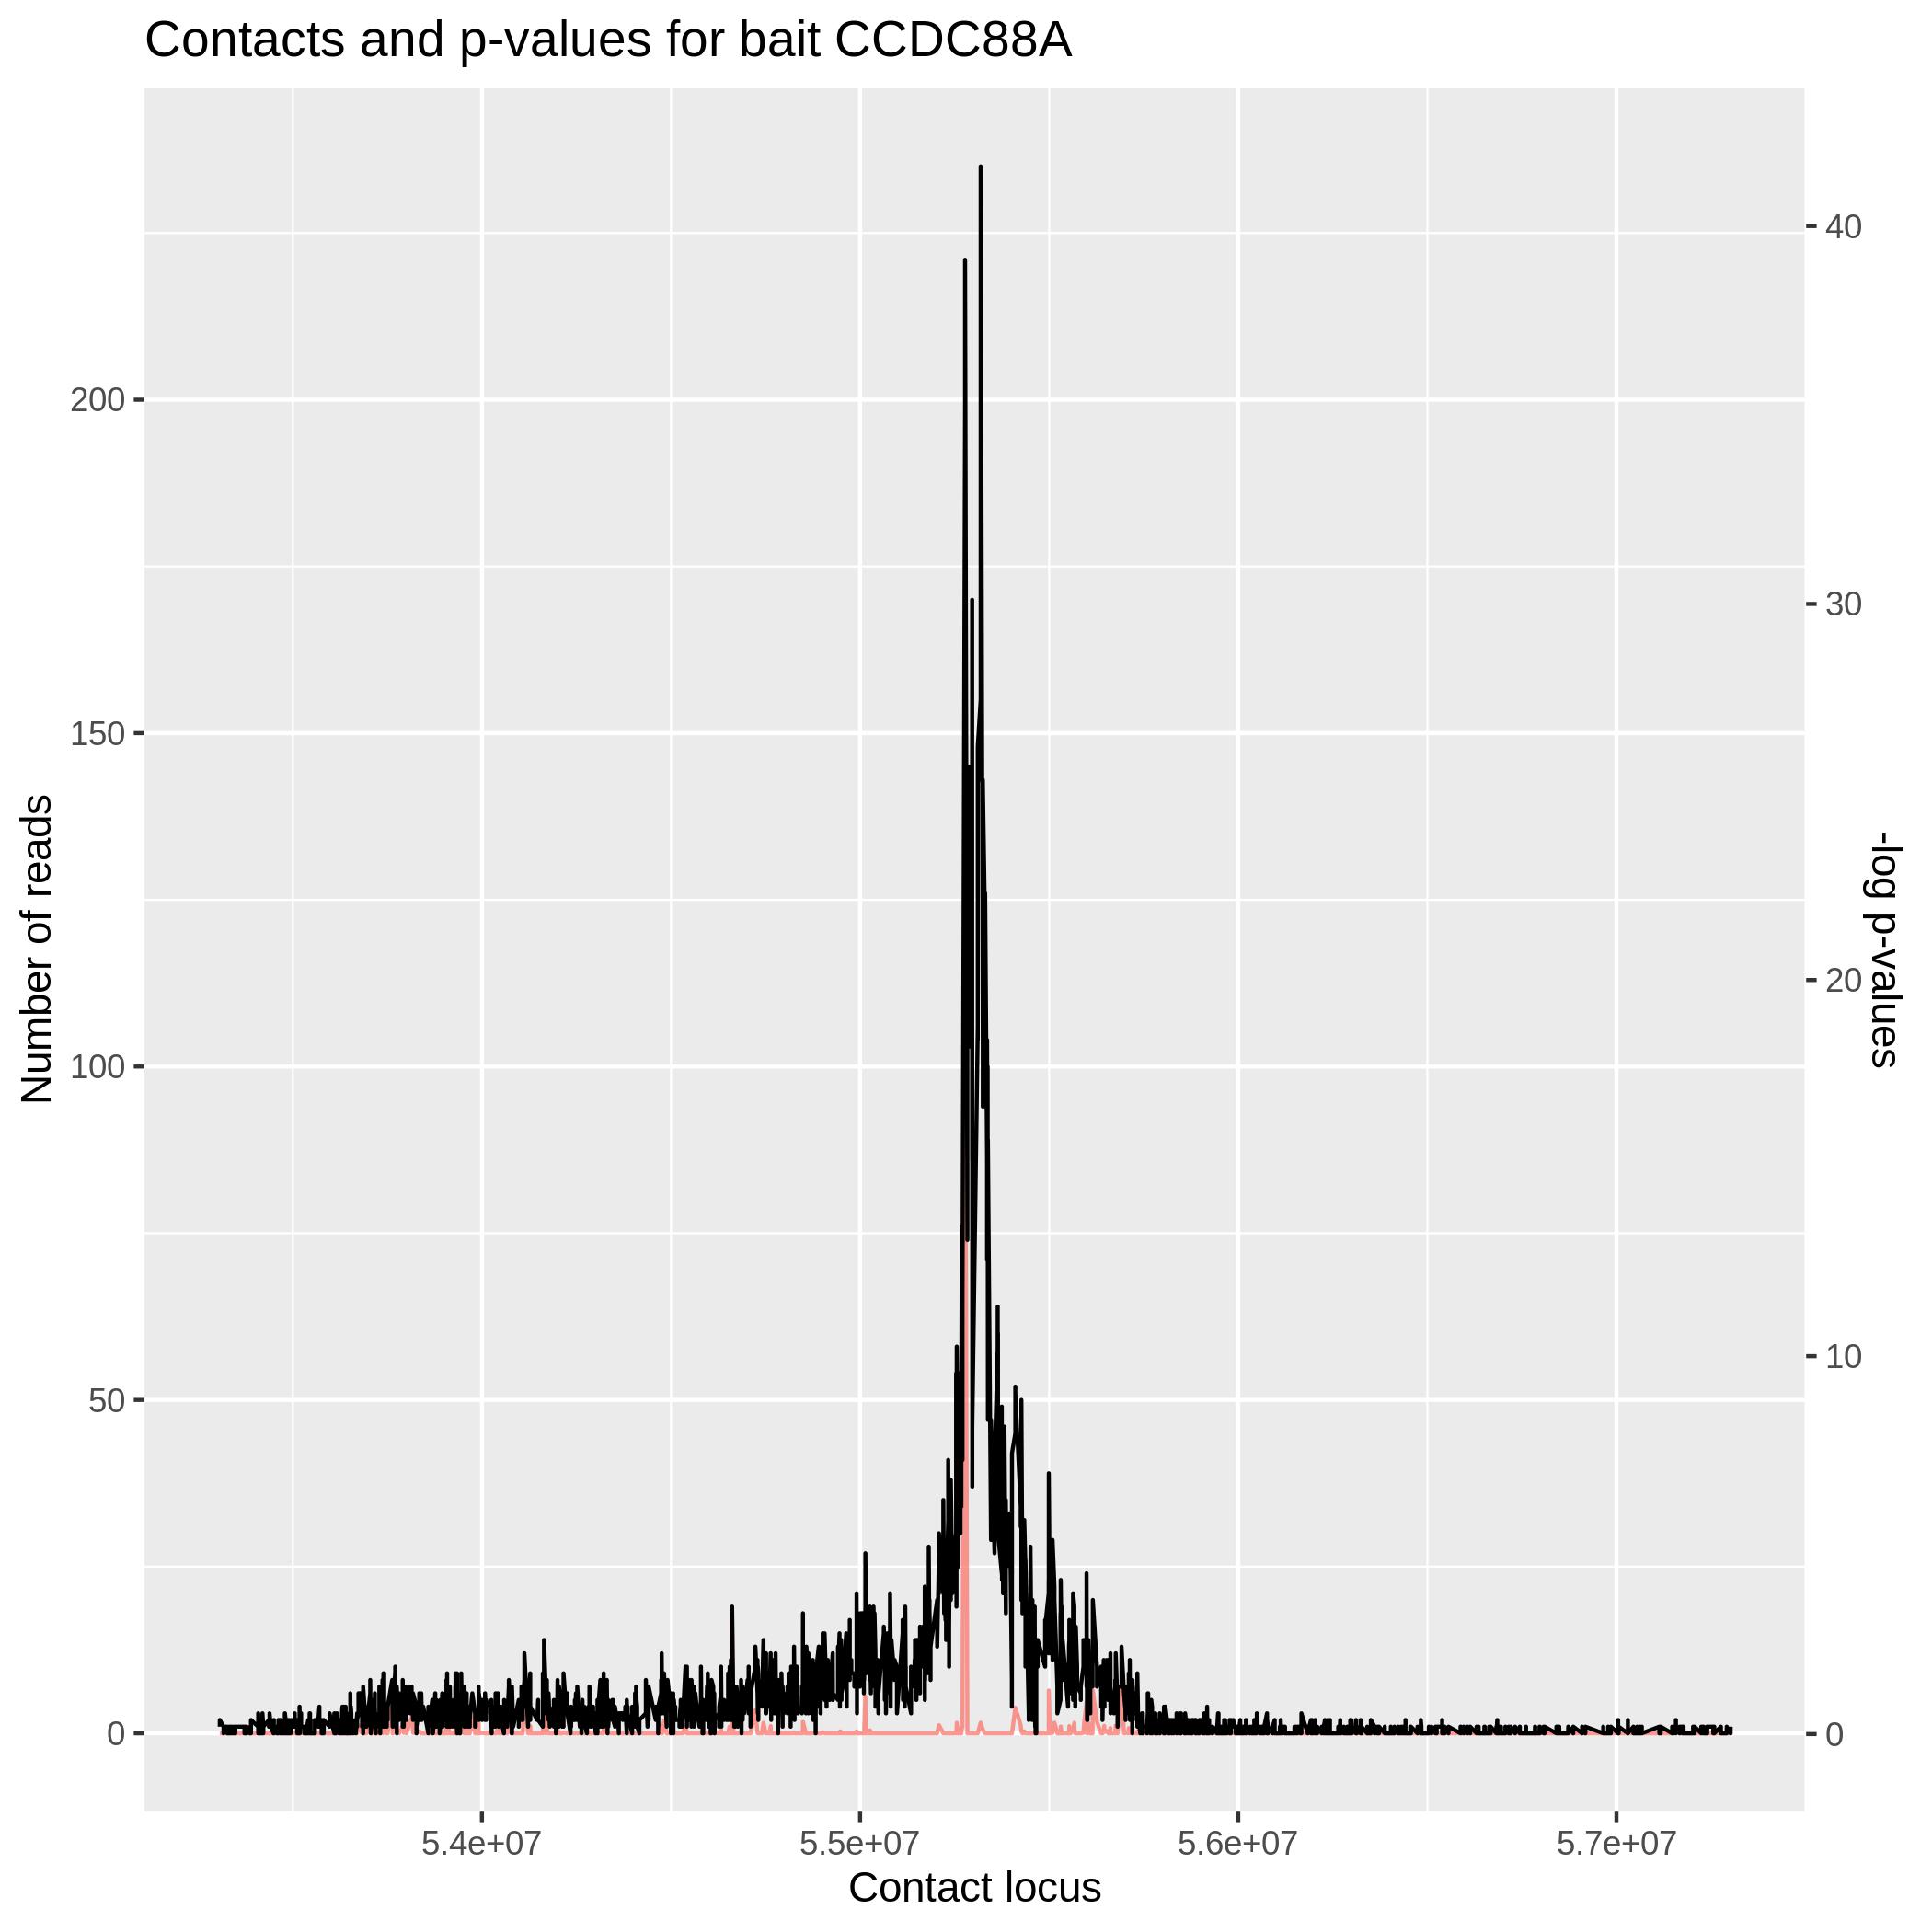 Contacts and p-values for bait CCDC88A
Number of reads
200
150
100
50
0
40
30
20
10
0
-log p-values
5.4e+07
5.5e+07
5.6e+07
5.7e+07
Contact locus